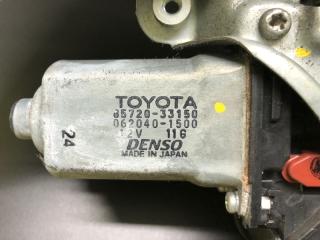 TOYOTA
85720-33150
062040-1500
12V 11G
DENSO
MADE IN JAPAN
24